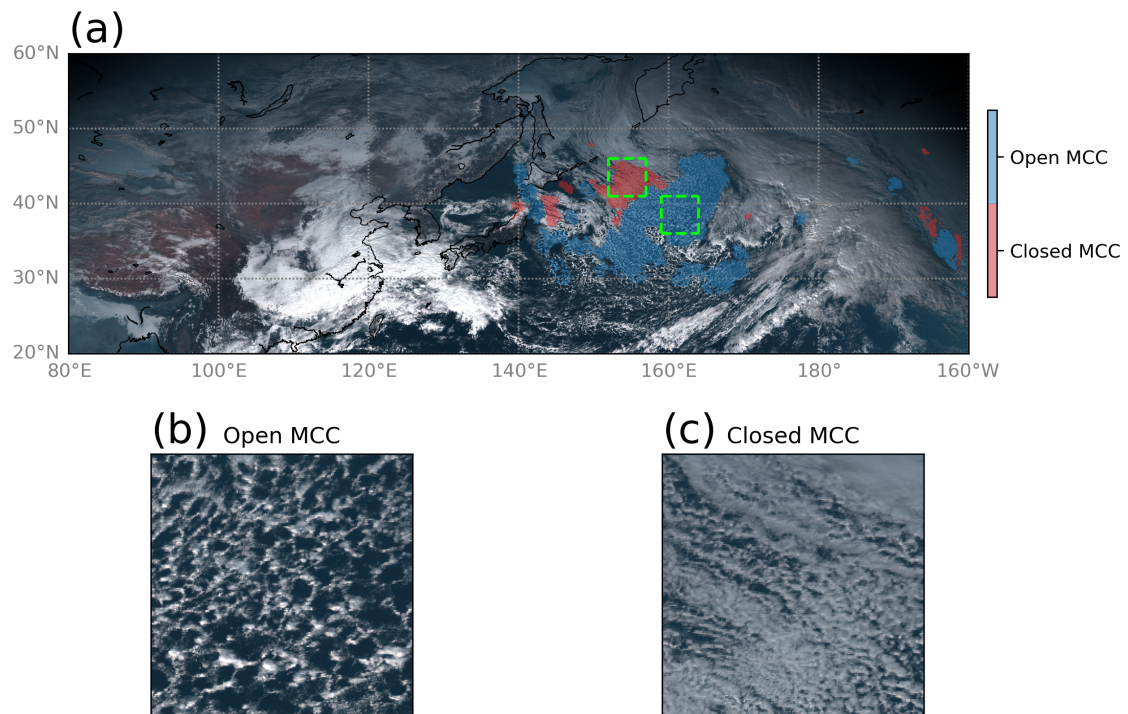 (a)
60°N
50°N
40°N
30°N
20°N
80°E 100°E 120°E 140°E 160°E 180° 160°W
Open MCC
Closed MCC
(b) Open MCC
(c) Closed MCC